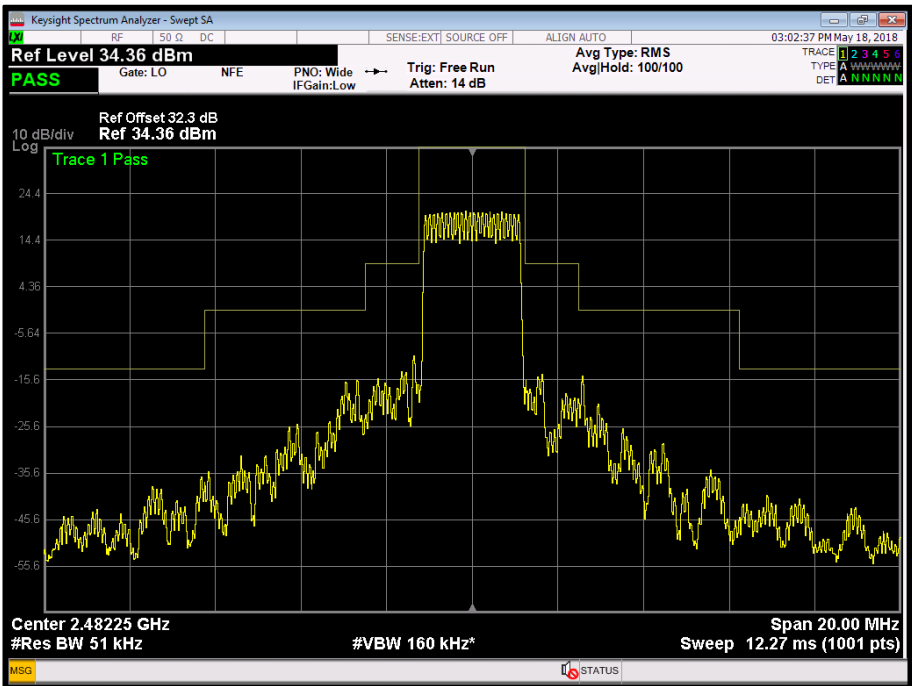 Keysight Spectrum Analyzer - Swept SA
LXI RF 50 Ω DC SENSE:EXT SOURCE OFF ALIGN AUTO 03:02:37 PM May 18, 2018
Ref Level 34.36 dBm
PASS
Gate: LO NFE PNO: Wide Trig: Free Run Avg Type: RMS
IFGain:Low Atten: 14 dB Avg|Hold: 100/100
TRACE 1 2 3 4 5 6
TYPE A WWWWW
DET A N N N N N
Ref Offset 32.3 dB
10 dB/div Ref 34.36 dBm
Log
Trace 1 Pass
24.4
14.4
4.36
-5.64
-15.6
-25.6
-35.6
-45.6
-55.6
Center 2.48225 GHz Span 20.00 MHz
#Res BW 51 kHz #VBW 160 kHz* Sweep 12.27 ms (1001 pts)
MSG STATUS